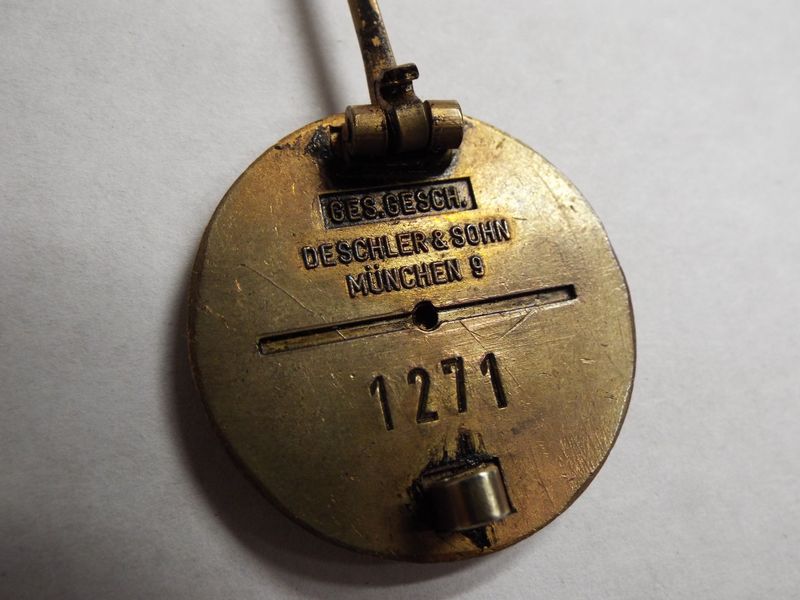 GES.GESCH.
DESCHLER & SOHN
MÜNCHEN 9
1271